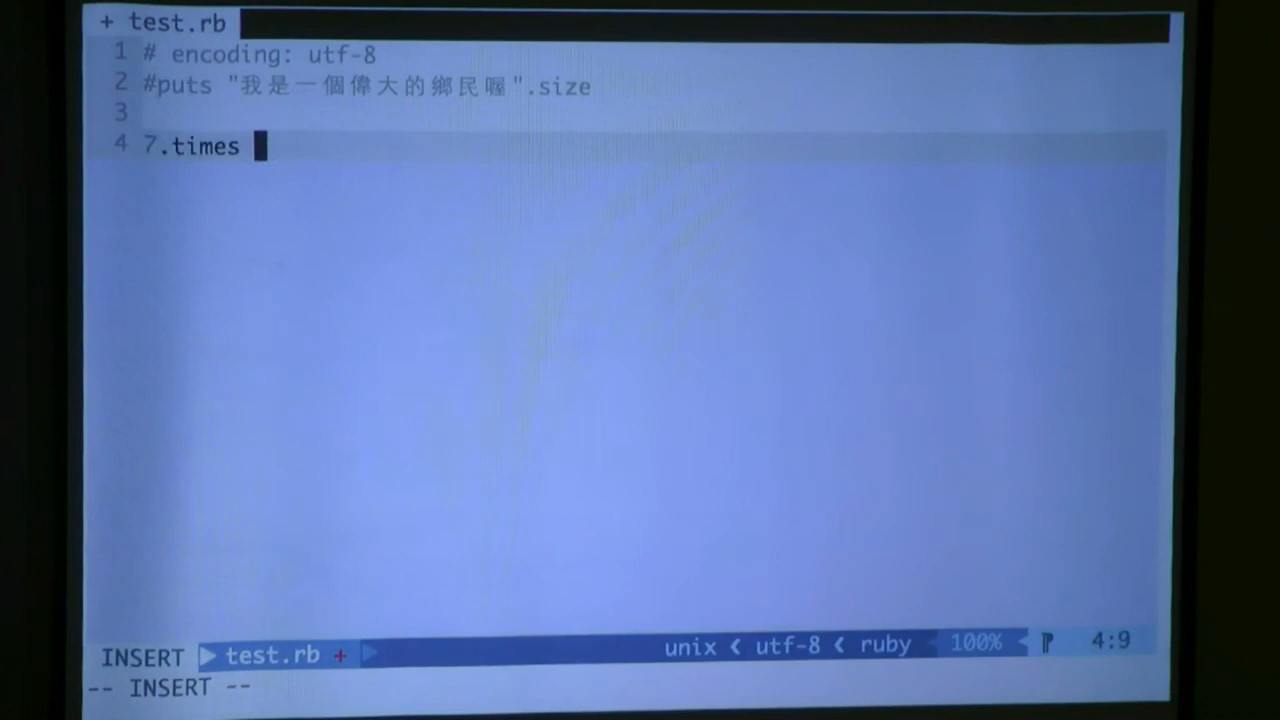 + test.rb
1 # encoding: utf-8
2 #puts "我是一個偉大的鄉民喔".size
3
4 7.times
INSERT test.rb + unix utf-8 ruby 100% 4:9
-- INSERT --